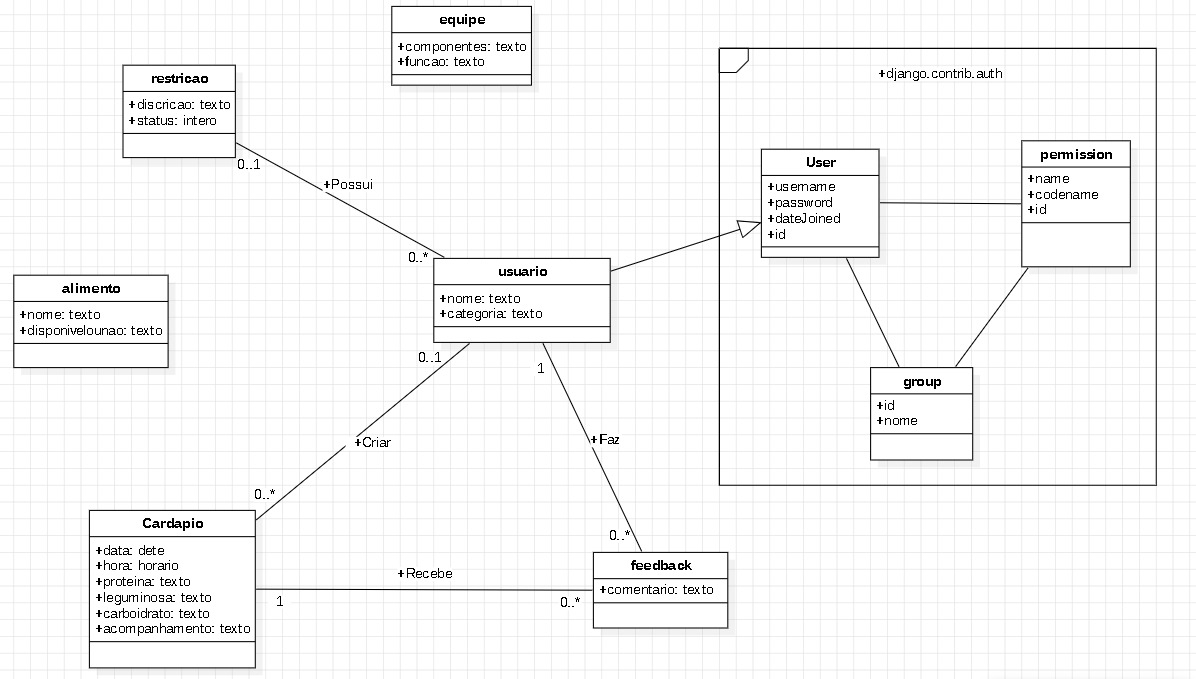 equipe
+componentes: texto
+funcao: texto
restricao
+discricao: texto
+status: intero
0..1
+Possui
0..*
+django.contrib.auth
User
+username
+password
+dateJoined
+id
permission
+name
+codename
+id
group
+id
+nome
alimento
+nome: texto
+disponivelounao: texto
usuario
+nome: texto
+categoria: texto
0..1
1
+Criar
+Faz
0..*
0..*
Cardapio
+data: dete
+hora: horario
+proteina: texto
+leguminosa: texto
+carboidrato: texto
+acompanhamento: texto
+Recebe
1
0..*
feedback
+comentario: texto